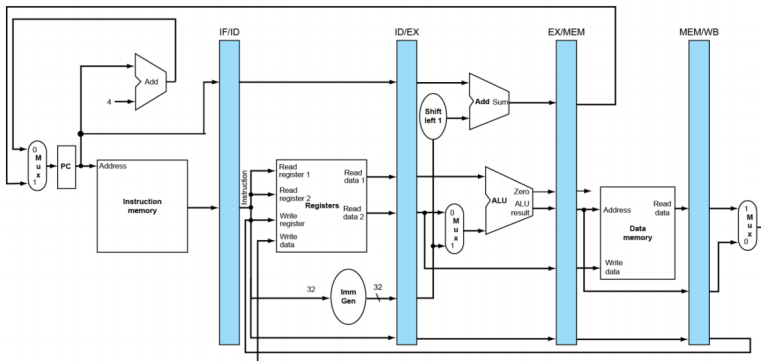 IF/ID
ID/EX
EX/MEM
MEM/WB
Add
4
Shift
left 1
Add Sum
0
M
u
x
1
PC
Address
Instruction
memory
Instruction
Read
register 1
Read
register 2
Write
register
Write
data
Registers
Read
data 1
Read
data 2
0
M
u
x
1
ALU
Zero
ALU
result
Address
Write
data
Read
data
Data
memory
1
M
u
x
0
32
Imm
Gen
32